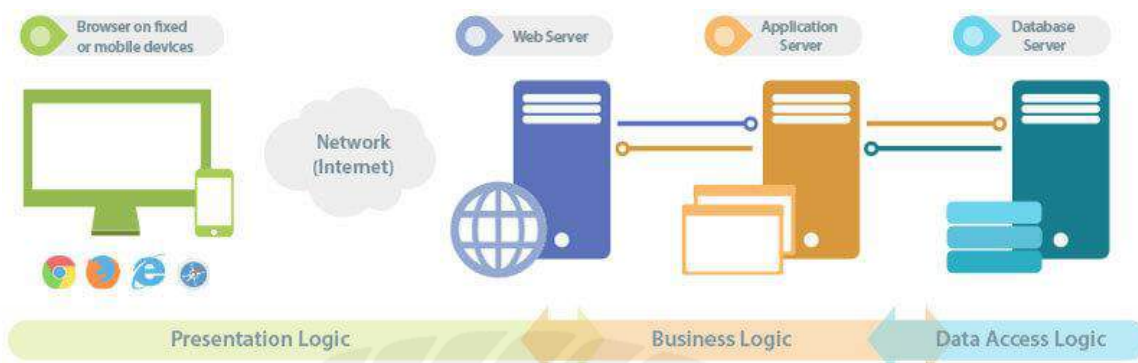 Browser on fixed
or mobile devices
Web Server
Application
Server
Database
Server
Network
(Internet)
Presentation Logic
Business Logic
Data Access Logic